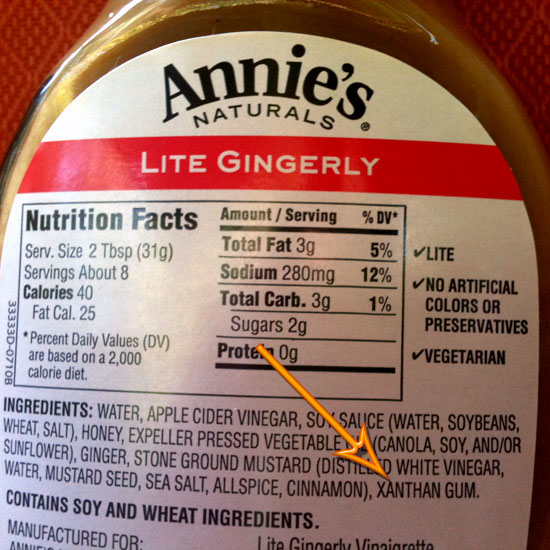 Annie's
NATURALS®
LITE GINGERLY
Nutrition Facts
Serv. Size 2 Tbsp (31g)
Servings About 8
Calories 40
Fat Cal. 25
*Percent Daily Values (DV)
are based on a 2,000
calorie diet.
Amount / Serving % DV*
Total Fat 3g 5%
Sodium 280mg 12%
Total Carb. 3g 1%
Sugars 2g
Protein 0g
✓LITE
✓NO ARTIFICIAL
COLORS OR
PRESERVATIVES
✓VEGETARIAN
33333D-0710B
INGREDIENTS: WATER, APPLE CIDER VINEGAR, SOY SAUCE (WATER, SOYBEANS,
WHEAT, SALT), HONEY, EXPELLER PRESSED VEGETABLE (CANOLA, SOY, AND/OR
SUNFLOWER), GINGER, STONE GROUND MUSTARD (DISTILLED WHITE VINEGAR,
WATER, MUSTARD SEED, SEA SALT, ALLSPICE, CINNAMON), XANTHAN GUM.
CONTAINS SOY AND WHEAT INGREDIENTS.
MANUFACTURED FOR:
Lite Gingerly Vinaigrette